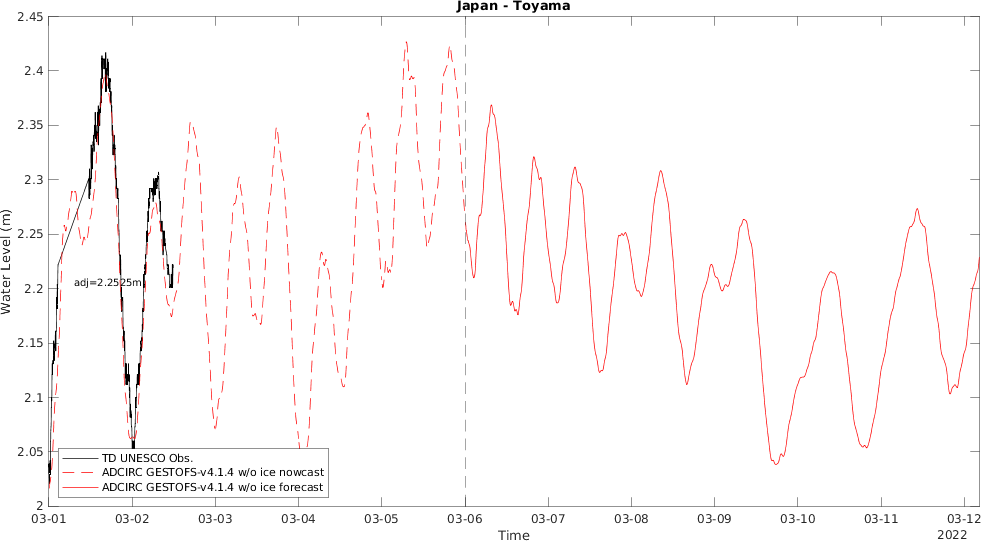 Japan - Toyama
2.45
2.4
2.35
2.3
2.25
2.2
2.15
2.1
2.05
2
Water Level (m)
adj=2.2525m
TD UNESCO Obs.
ADCIRC GESTOFS-v4.1.4 w/o ice nowcast
ADCIRC GESTOFS-v4.1.4 w/o ice forecast
03-01 03-02 03-03 03-04 03-05 03-06 03-07 03-08 03-09 03-10 03-11 03-12
Time
2022